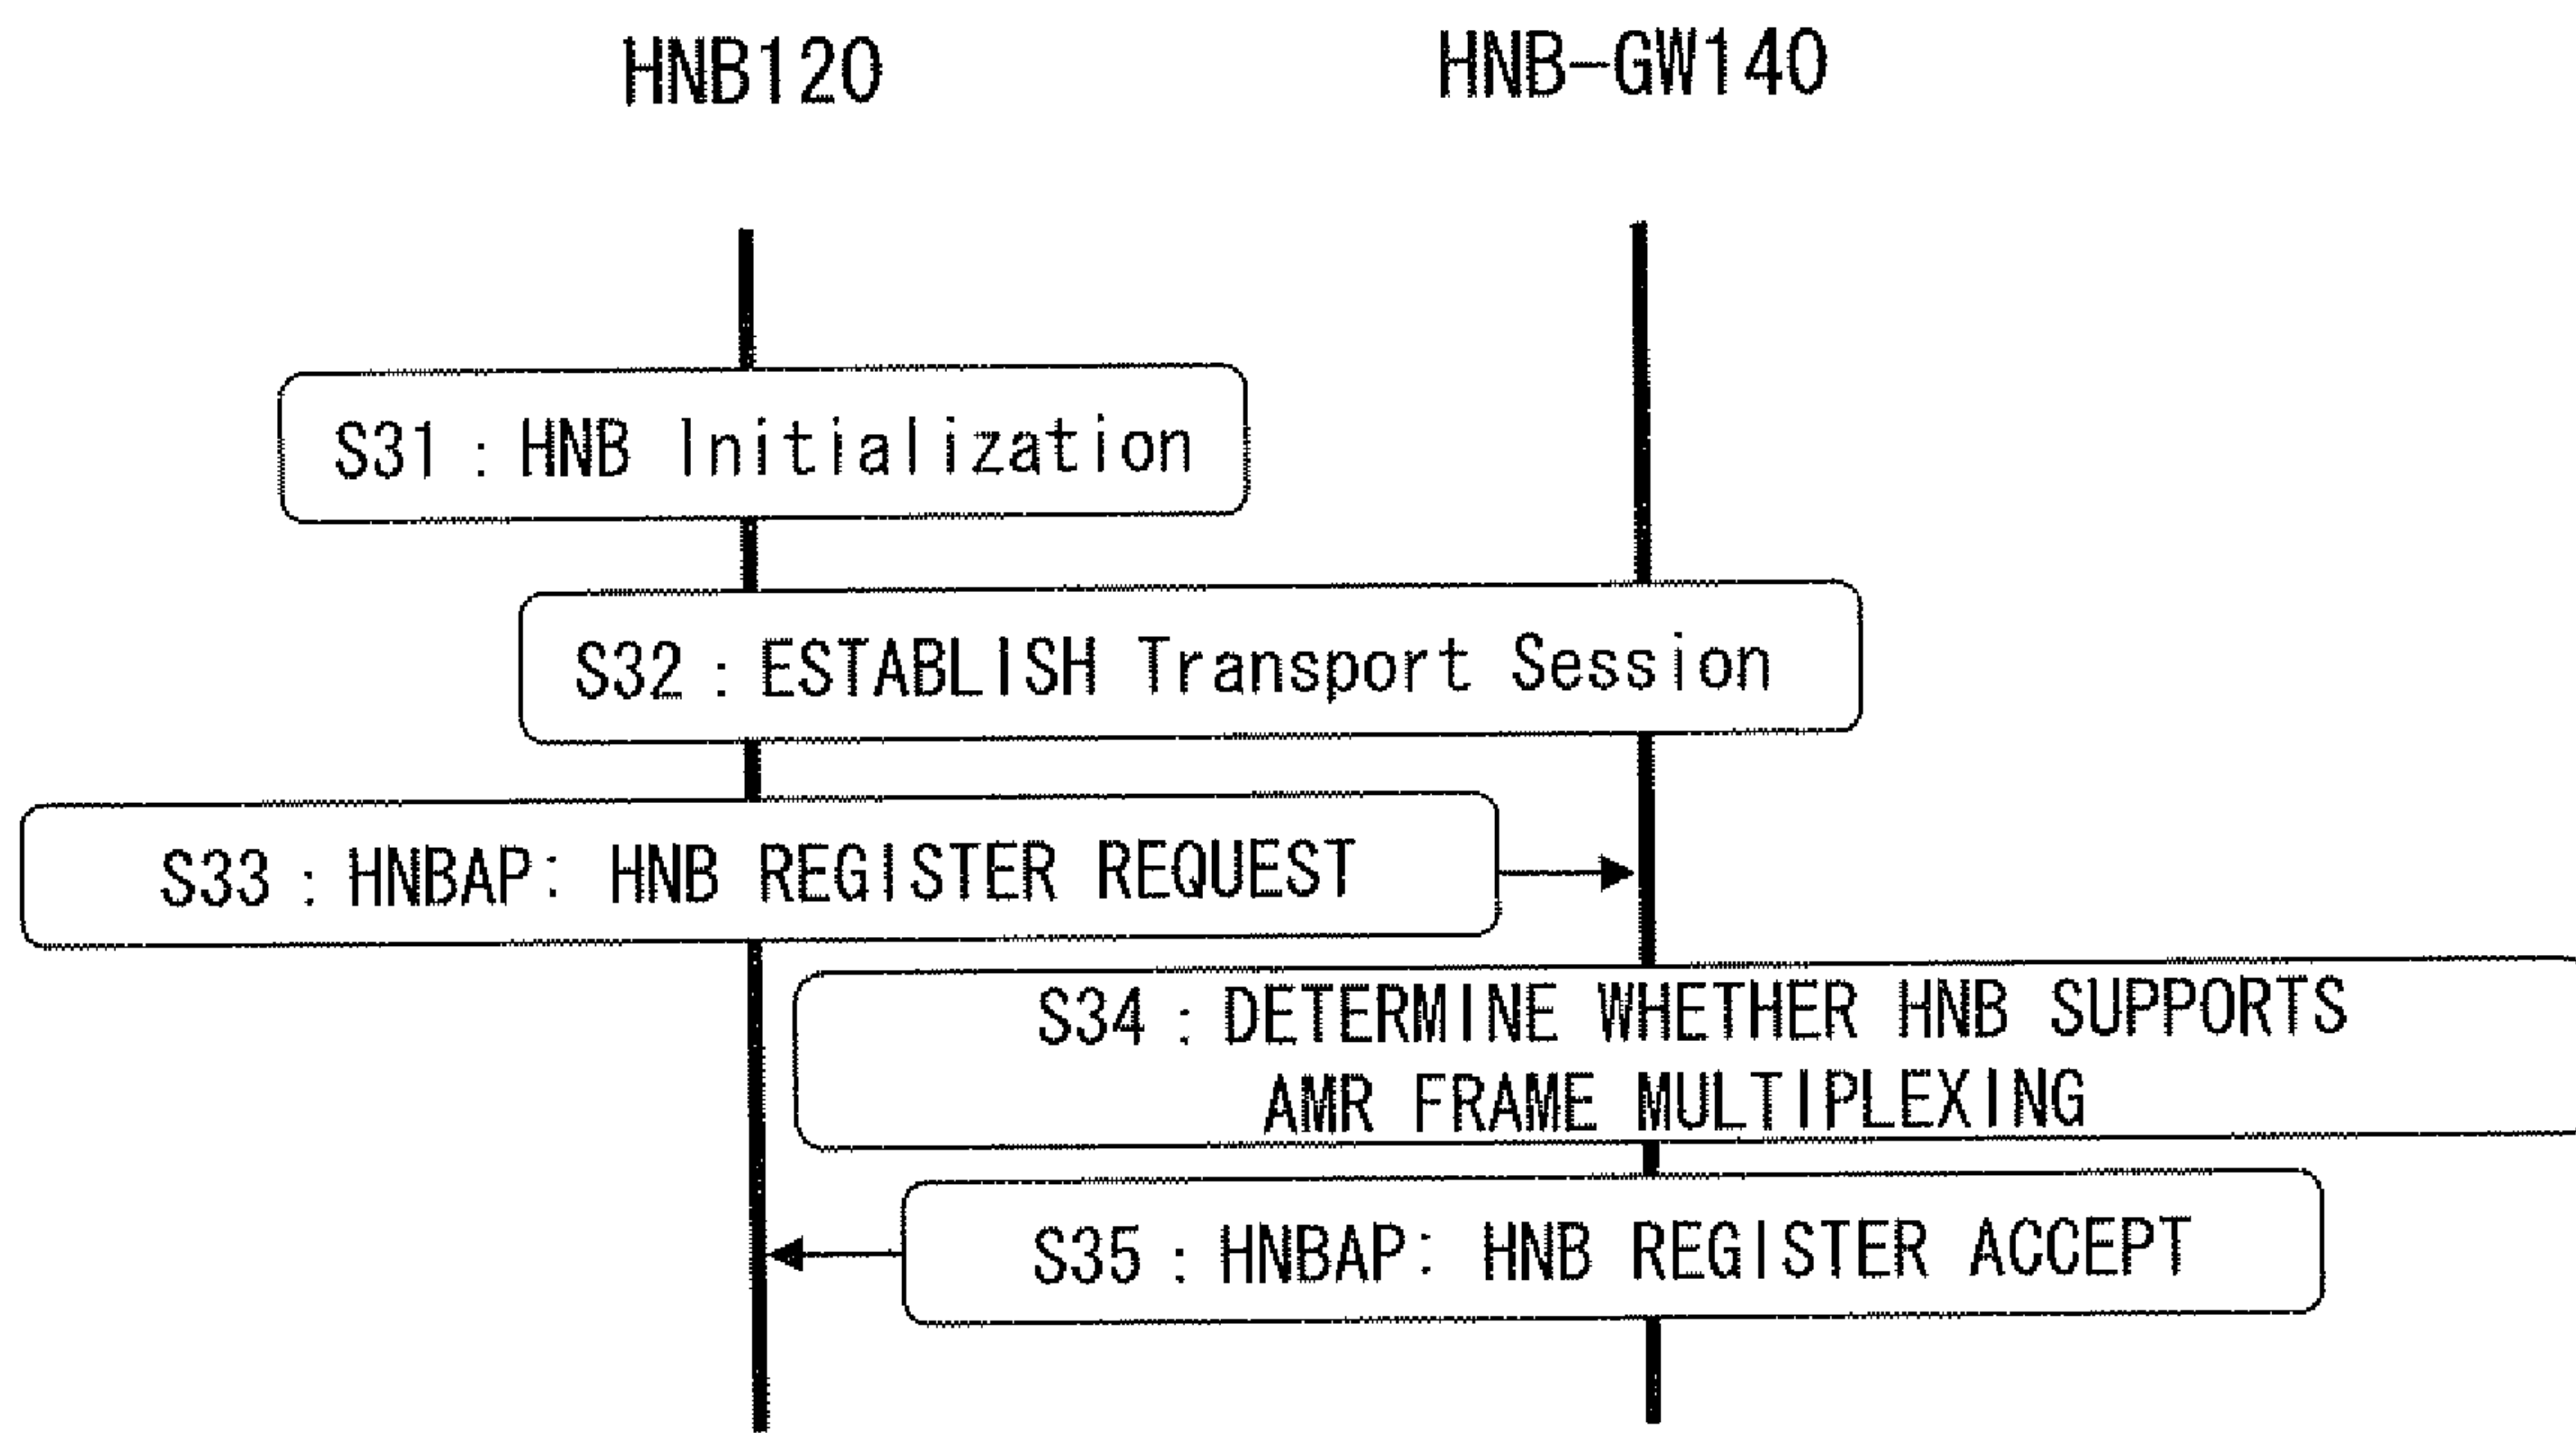 HNB120 HNB-GW140
S31 : HNB Initialization
S32 : ESTABLISH Transport Session
S33 : HNBAP: HNB REGISTER REQUEST
S34 : DETERMINE WHETHER HNB SUPPORTS
AMR FRAME MULTIPLEXING
S35 : HNBAP: HNB REGISTER ACCEPT